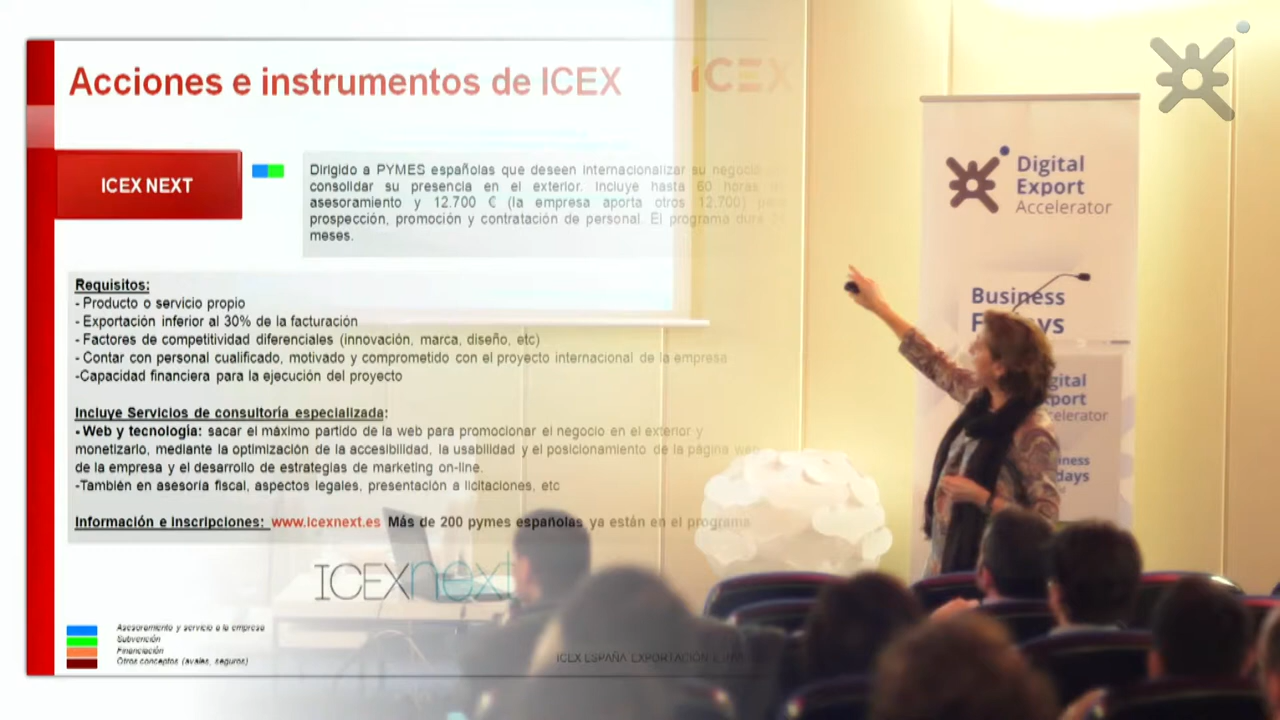 Acciones e instrumentos de ICEX
ICEX
ICEX NEXT
Dirigido a PYMES españolas que deseen internacionalizar su negocio
consolidar su presencia en el exterior. Incluye hasta 60 horas
asesoramiento y 12.700 € (la empresa aporta otros 12.700)
prospección, promoción y contratación de personal. El programa dura
meses.
Requisitos:
- Producto o servicio propio
- Exportación inferior al 30% de la facturación
- Factores de competitividad diferenciales (innovación, marca, diseño, etc)
- Contar con personal cualificado, motivado y comprometido con el proyecto internacional de la empresa
-Capacidad financiera para la ejecución del proyecto
Incluye Servicios de consultoría especializada:
- Web y tecnología: sacar el máximo partido de la web para promocionar el negocio en el exterior y
monetizarlo, mediante la optimización de la accesibilidad, la usabilidad y el posicionamiento de la página web
de la empresa y el desarrollo de estrategias de marketing on-line.
-También en asesoría fiscal, aspectos legales, presentación a licitaciones, etc
Información e inscripciones: www.icexnext.es Más de 200 pymes españolas ya están en el programa
ICEXnext
Asesoramiento y servicio a la empresa
Subvención
Financiación
Otros conceptos (avales, seguros)
ICEX ESPAÑA EXPORTACIÓN E
Digital
Export
Accelerator
Business